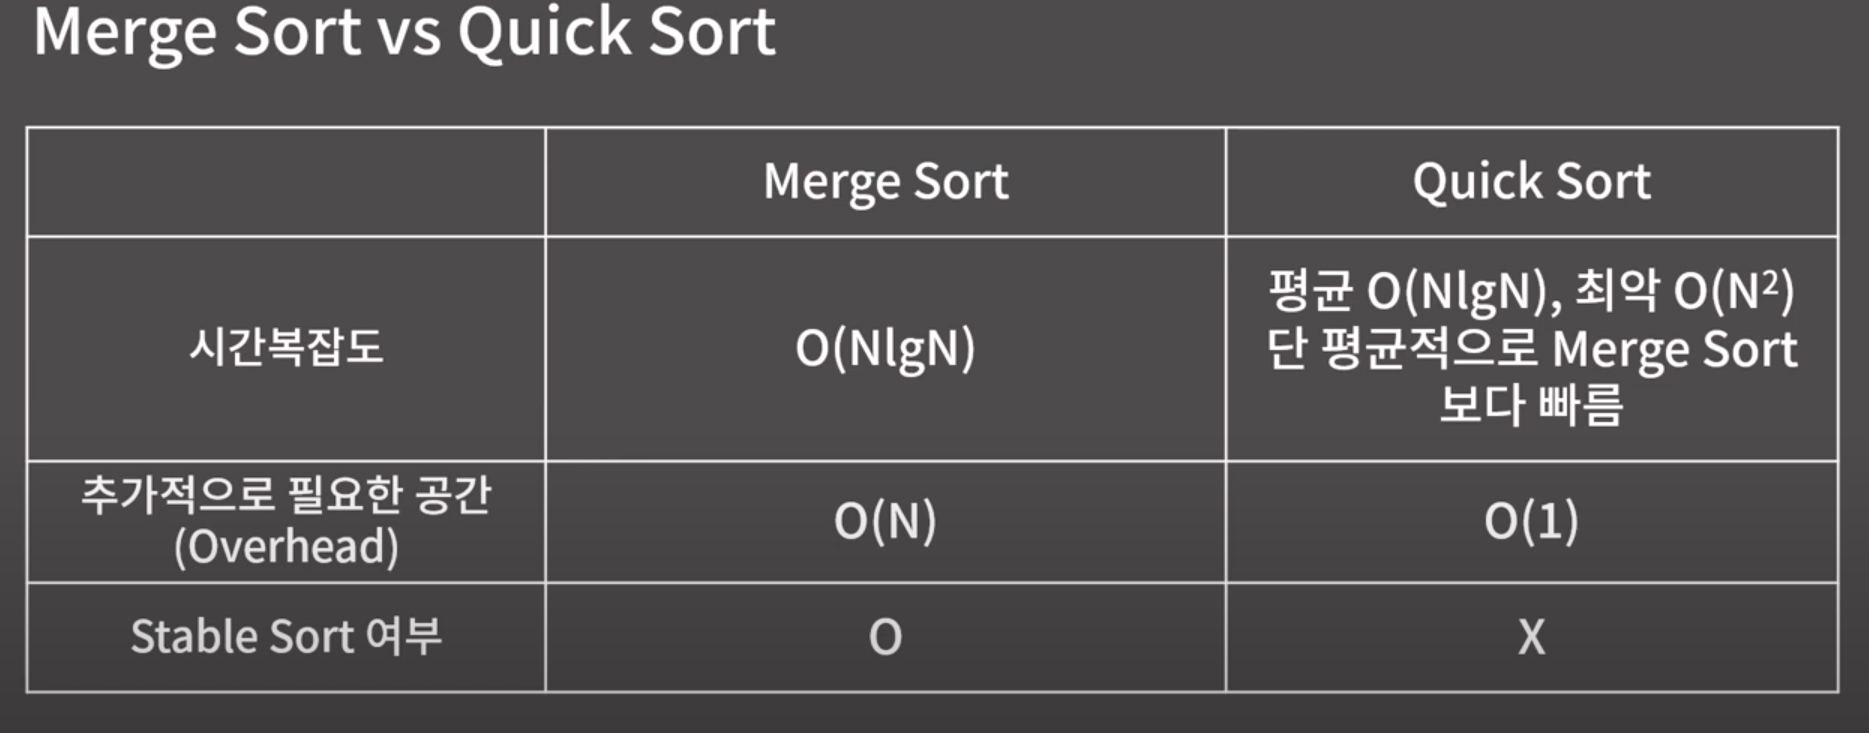 Merge Sort vs Quick Sort
Merge Sort
Quick Sort
시간복잡도
O(NlgN)
평균 O(NlgN), 최악 O(N²)
단 평균적으로 Merge Sort
보다 빠름
추가적으로 필요한 공간
(Overhead)
O(N)
O(1)
Stable Sort 여부
O
X